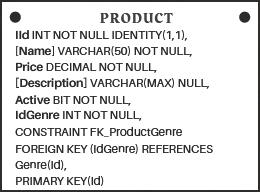 PRODUCT
IId INT NOT NULL IDENTITY(1,1),
[Name] VARCHAR(50) NOT NULL,
Price DECIMAL NOT NULL,
[Description] VARCHAR(MAX) NULL,
Active BIT NOT NULL,
IdGenre INT NOT NULL,
CONSTRAINT FK_ProductGenre
FOREIGN KEY (IdGenre) REFERENCES
Genre(Id),
PRIMARY KEY(Id)